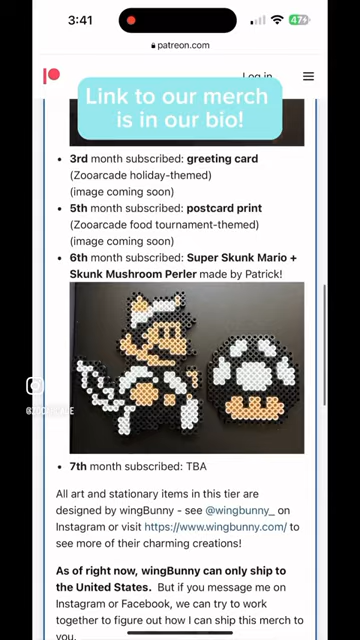 3:41
47
patreon.com
Log in
Link to our merch
is in our bio!
• 3rd month subscribed: greeting card
(Zooarcade holiday-themed)
(image coming soon)
• 5th month subscribed: postcard print
(Zooarcade food tournament-themed)
(image coming soon)
• 6th month subscribed: Super Skunk Mario +
Skunk Mushroom Perler made by Patrick!
• 7th month subscribed: TBA
All art and stationary items in this tier are
designed by wingBunny - see @wingbunny_ on
Instagram or visit https://www.wingbunny.com/ to
see more of their charming creations!
As of right now, wingBunny can only ship to
the United States. But if you message me on
Instagram or Facebook, we can try to work
together to figure out how I can ship this merch to
you.